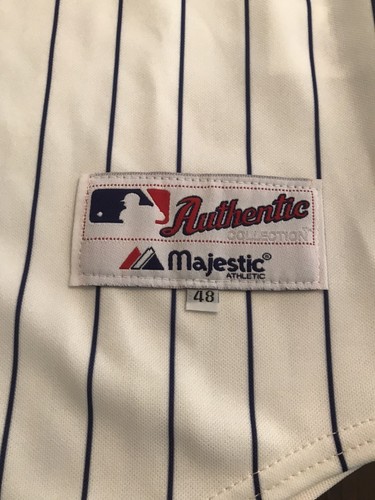 Authentic
COLLECTION
Majestic®
ATHLETIC
48